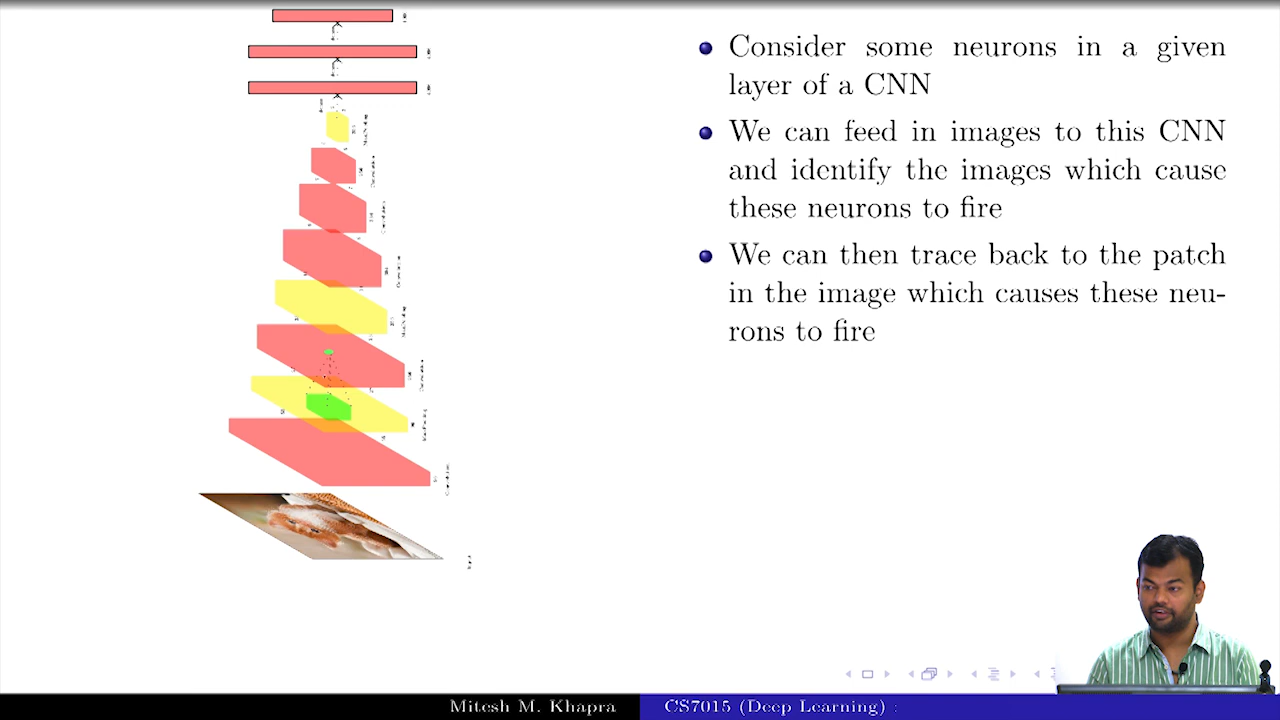 Consider some neurons in a given
layer of a CNN
We can feed in images to this CNN
and identify the images which cause
these neurons to fire
We can then trace back to the patch
in the image which causes these neu-
rons to fire
Mitesh M. Khapra
CS7015 (Deep Learning) :